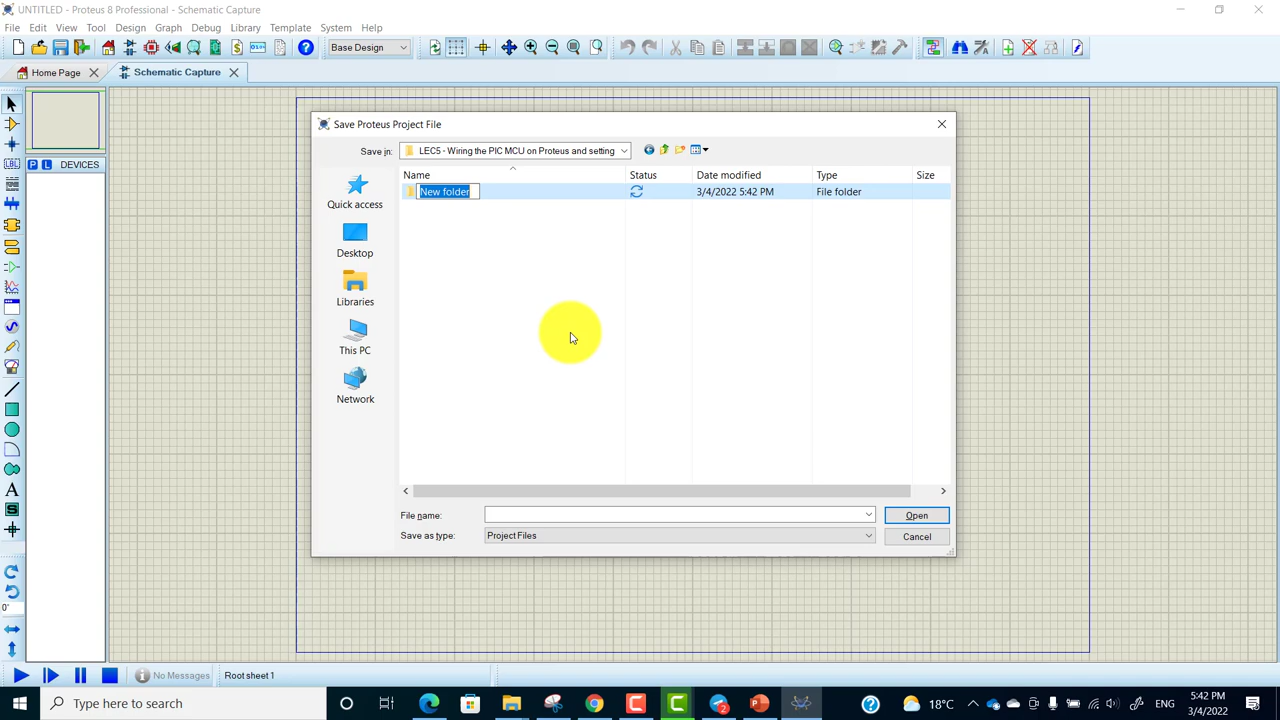 UNTITLED - Proteus 8 Professional - Schematic Capture
File Edit View Tool Design Graph Debug Library Template System Help
Base Design
Home Page
Schematic Capture
Save Proteus Project File
Save in: LEC5 - Wiring the PIC MCU on Proteus and setting
Name Status Date modified Type Size
New folder 3/4/2022 5:42 PM File folder
P L DEVICES
LBL
Quick access
Desktop
Libraries
This PC
Network
A
S
File name: Open
Save as type: Project Files Cancel
0°
No Messages Root sheet 1
Type here to search
2
18°C
ENG
5:42 PM
3/4/2022